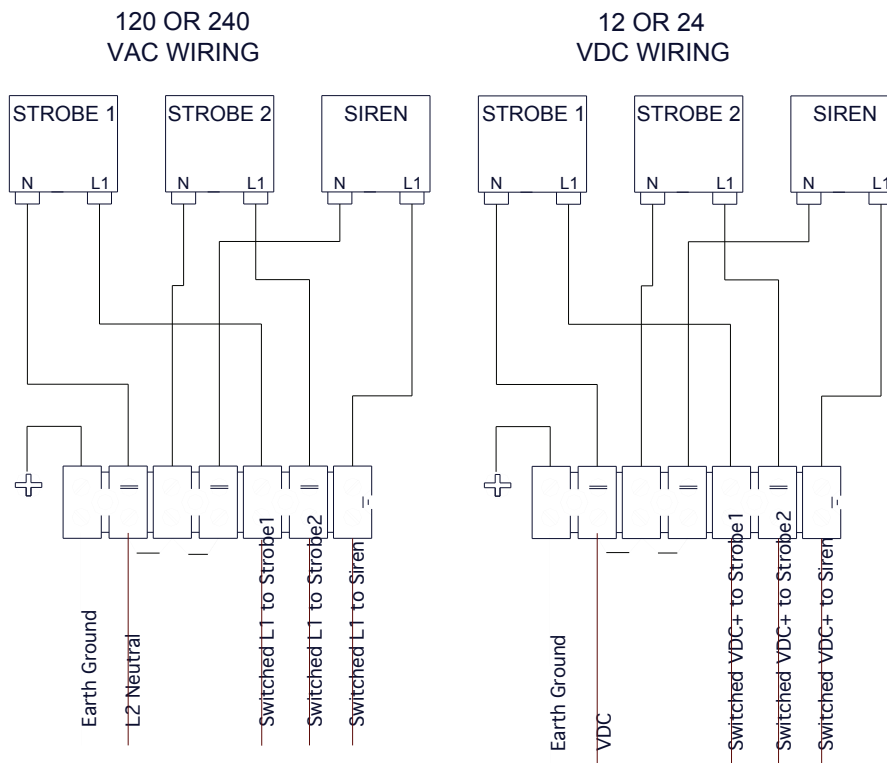 120 OR 240
VAC WIRING
STROBE 1
STROBE 2
SIREN
N
L1
N
L1
N
L1
Earth Ground
L2 Neutral
Switched L1 to Strobe1
Switched L1 to Strobe2
Switched L1 to Siren
12 OR 24
VDC WIRING
STROBE 1
STROBE 2
SIREN
N
L1
N
L1
N
L1
Earth Ground
VDC
Switched VDC+ to Strobe1
Switched VDC+ to Strobe2
Switched VDC+ to Siren